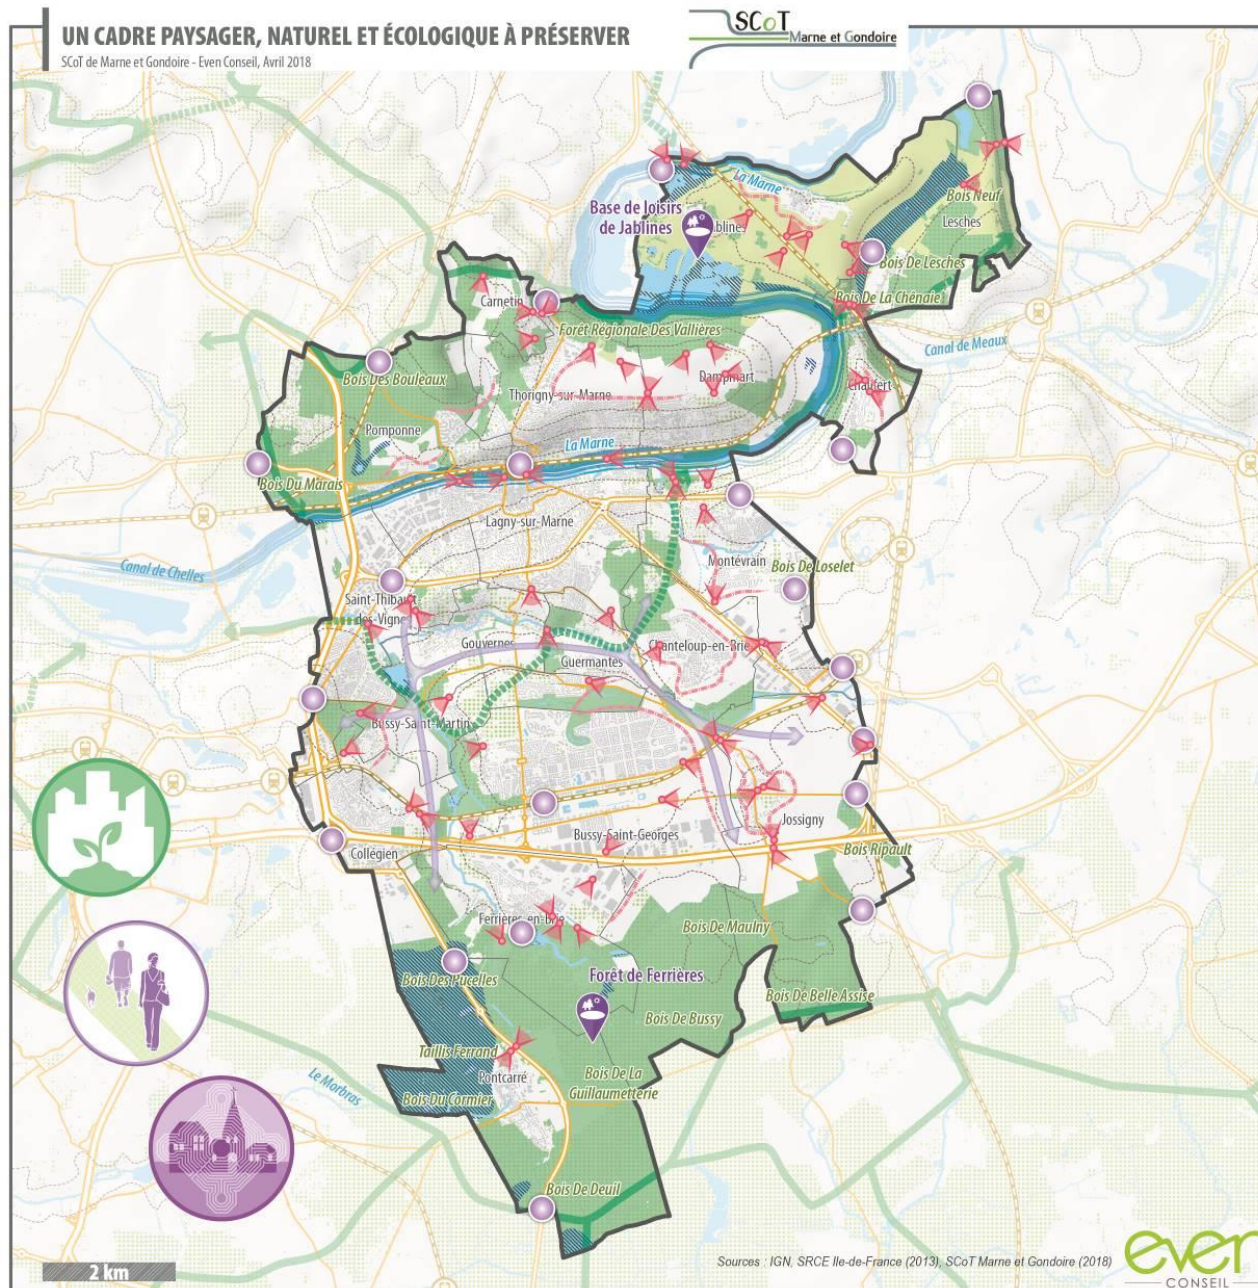 UN CADRE PAYSAGER, NATUREL ET ÉCOLOGIQUE À PRÉSERVER
SCoT de Marne et Gondoire - Even Conseil, Avril 2018
SCoT
Marne et Gondoire
La Marne
Base de loisirs
de Jablines
Jablines
Bois Neuf
Lesches
Bois De Lesches
Bois De La Chênaie
Carnetin
Forêt Régionale Des Vallières
Canal de Meaux
Bois Des Bouleaux
Dampmart
Chalifert
Thorigny-sur-Marne
Pomponne
La Marne
Bois Du Marais
Lagny-sur-Marne
Canal de Chelles
Montévrain
Bois De Loselet
Saint-Thibault
des-Vignes
Gouvernes
Chanteloup-en-Brie
Guermantes
Bussy-Saint-Martin
Bussy-Saint-Georges
Jossigny
Collégien
Bois Ripault
Ferrières-en-Brie
Bois De Maulny
Bois Des Pucelles
Forêt de Ferrières
Bois De Belle Assise
Bois De Bussy
Taillis Ferrand
Pontcarré
Bois De La
Guillaumetterie
Le Morbras
Bois Du Cormier
Bois De Deuil
2 km
Sources : IGN, SRCE Ile-de-France (2013), SCoT Marne et Gondoire (2018)
even
CONSEIL